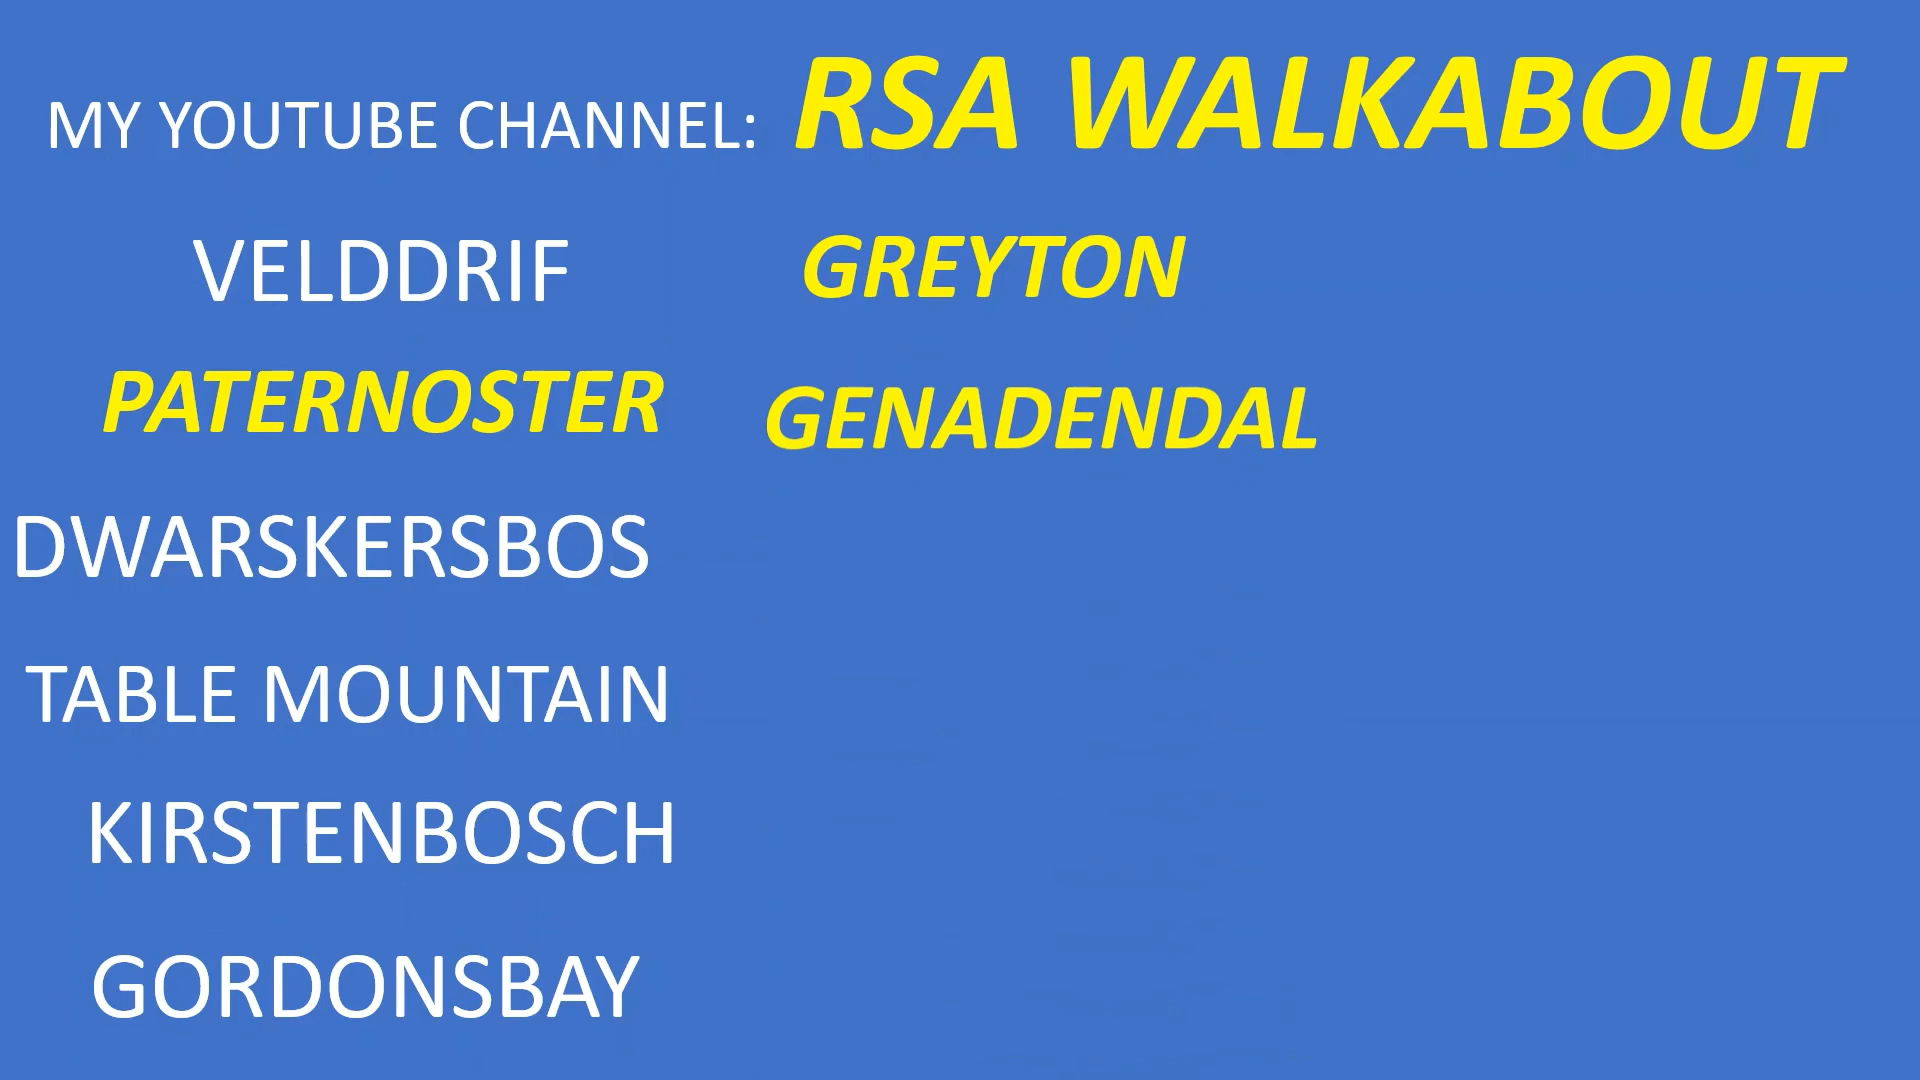 MY YOUTUBE CHANNEL: RSA WALKABOUT
VELDDRIF
PATERNOSTER
DWARSKERSBOS
TABLE MOUNTAIN
KIRSTENBOSCH
GORDONSBAY
GREYTON
GENADENDAL